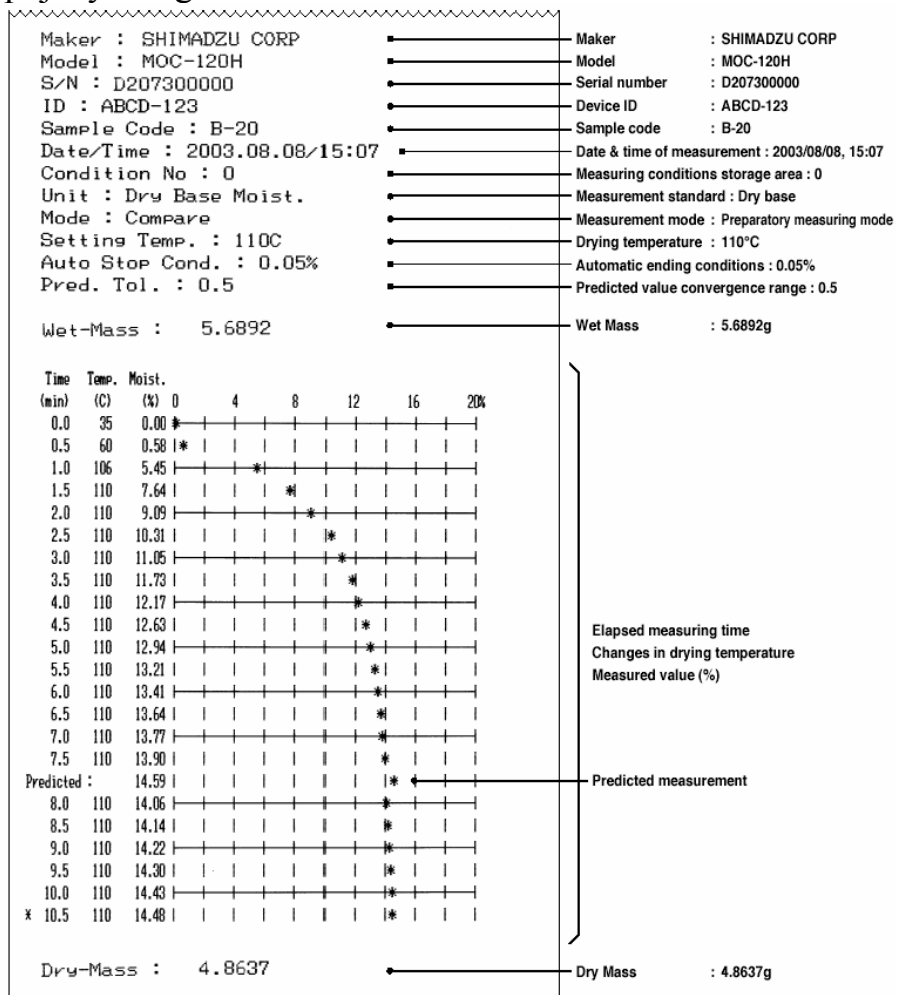 Maker : SHIMADZU CORP Maker : SHIMADZU CORP
Model : MOC-120H Model : MOC-120H
S/N : D207300000 Serial number : D207300000
ID : ABCD-123 Device ID : ABCD-123
Sample Code : B-20 Sample code : B-20
Date/Time : 2003.08.08/15:07 Date & time of measurement : 2003/08/08, 15:07
Condition No : 0 Measuring conditions storage area : 0
Unit : Dry Base Moist. Measurement standard : Dry base
Mode : Compare Measurement mode : Preparatory measuring mode
Setting Temp. : 110C Drying temperature : 110°C
Auto Stop Cond. : 0.05% Automatic ending conditions : 0.05%
Pred. Tol. : 0.5 Predicted value convergence range : 0.5
Wet-Mass : 5.6892 Wet Mass : 5.6892g
Time Temp. Moist.
(min) (C) (%) 0 4 8 12 16 20%
0.0 35 0.00
0.5 60 0.58
1.0 106 5.45
1.5 110 7.64
2.0 110 9.09
2.5 110 10.31
3.0 110 11.05
3.5 110 11.73
4.0 110 12.17
4.5 110 12.63
5.0 110 12.94
5.5 110 13.21
6.0 110 13.41
6.5 110 13.64
7.0 110 13.77
7.5 110 13.90
Elapsed measuring time
Changes in drying temperature
Measured value (%)
Predicted : 14.59 Predicted measurement
8.0 110 14.06
8.5 110 14.14
9.0 110 14.22
9.5 110 14.30
10.0 110 14.43
* 10.5 110 14.48
Dry-Mass : 4.8637 Dry Mass : 4.8637g